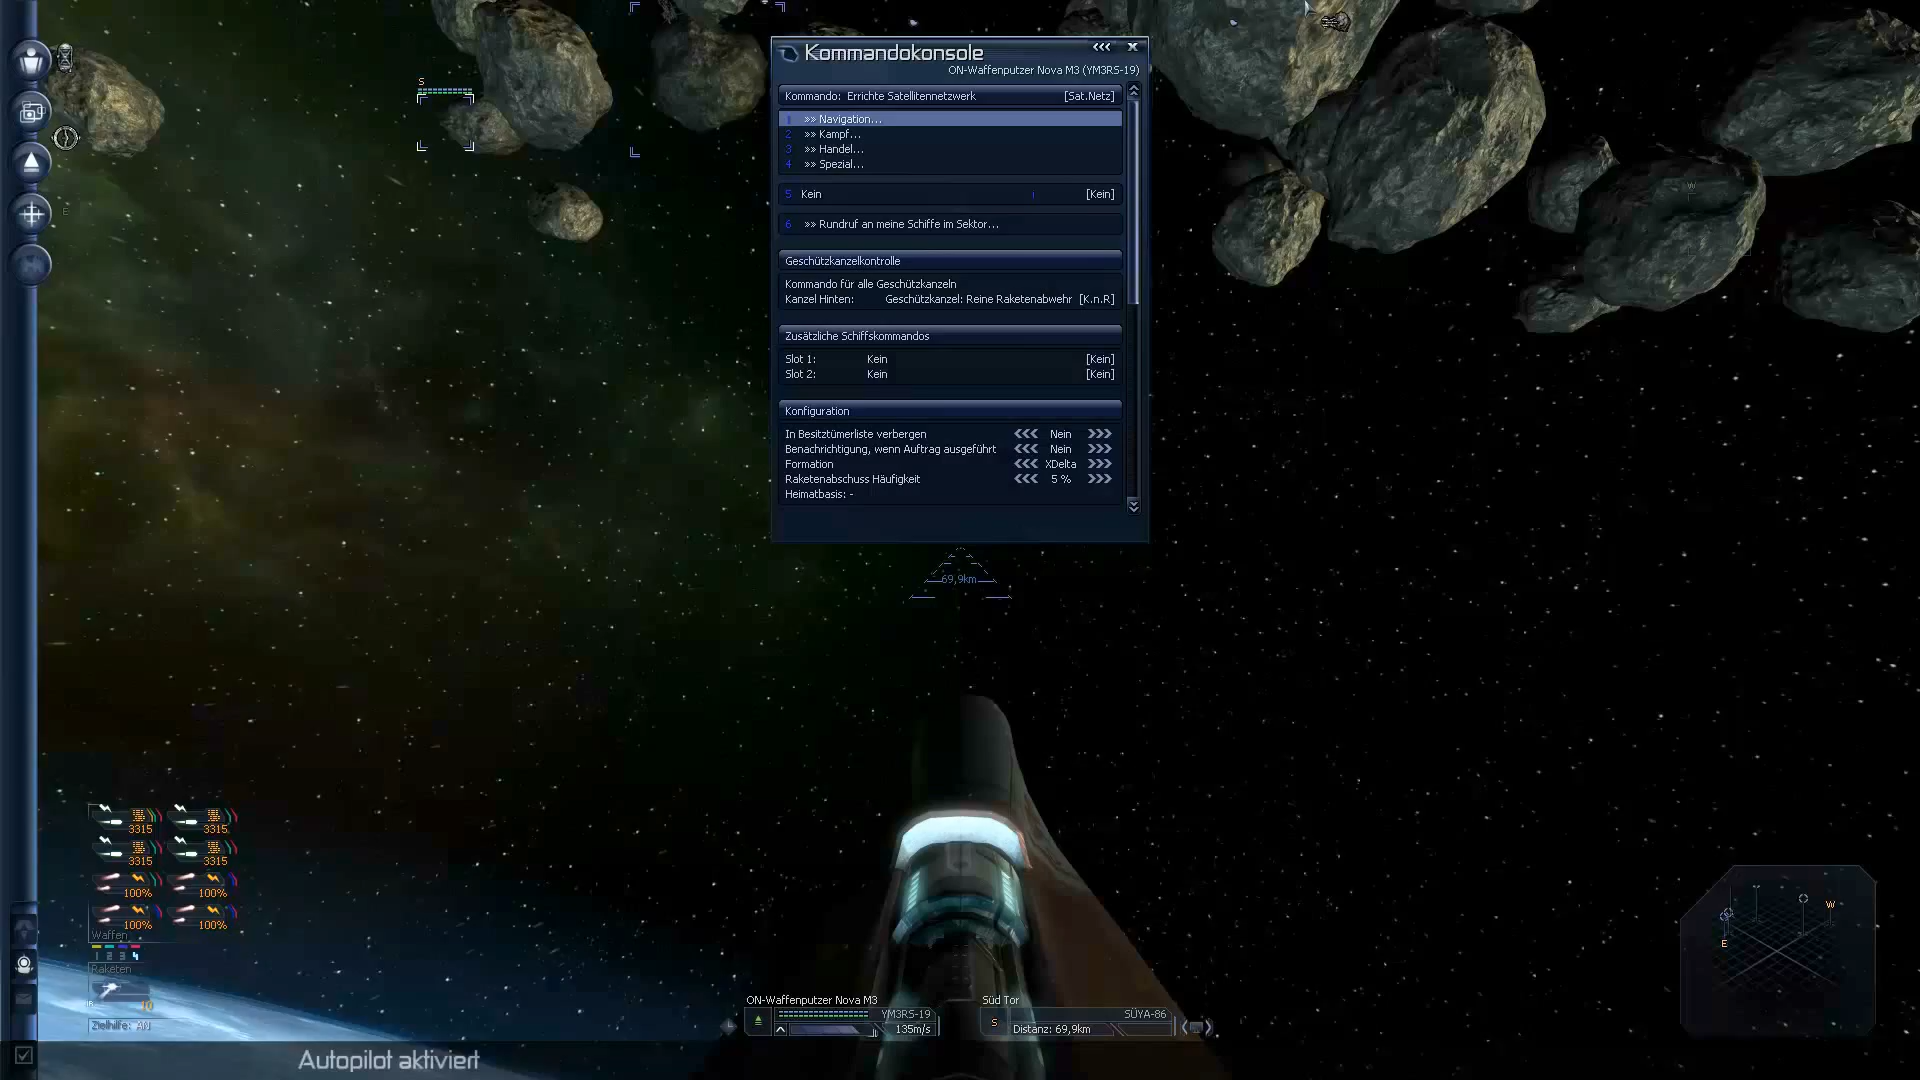 Kommandokonsole
ON-Waffenputzer Nova M3 (YM3RS-19)
Kommando: Errichte Satellitennetzwerk [Sat.Netz]
1 »» Navigation...
2 »» Kampf...
3 »» Handel...
4 »» Spezial...
5 Kein [Kein]
6 »» Rundruf an meine Schiffe im Sektor...
Geschützkanzelkontrolle
Kommando für alle Geschützkanzeln
Kanzel Hinten: Geschützkanzel: Reine Raketenabwehr [K.n.R]
Zusätzliche Schiffskommandos
Slot 1: Kein [Kein]
Slot 2: Kein [Kein]
Konfiguration
In Besitztümerliste verbergen Nein
Benachrichtigung, wenn Auftrag ausgeführt Nein
Formation XDelta
Raketenabschuss Häufigkeit 5 %
Heimatbasis: -
S
E
W
69,9km
3315 3315
3315 3315
100% 100%
100% 100%
Waffen
1 2 3 4
Raketen
10
Zielhilfe: AN
ON-Waffenputzer Nova M3
YM3RS-19
135m/s
Süd Tor
S
SÜYA-86
Distanz: 69,9km
W
E
Autopilot aktiviert